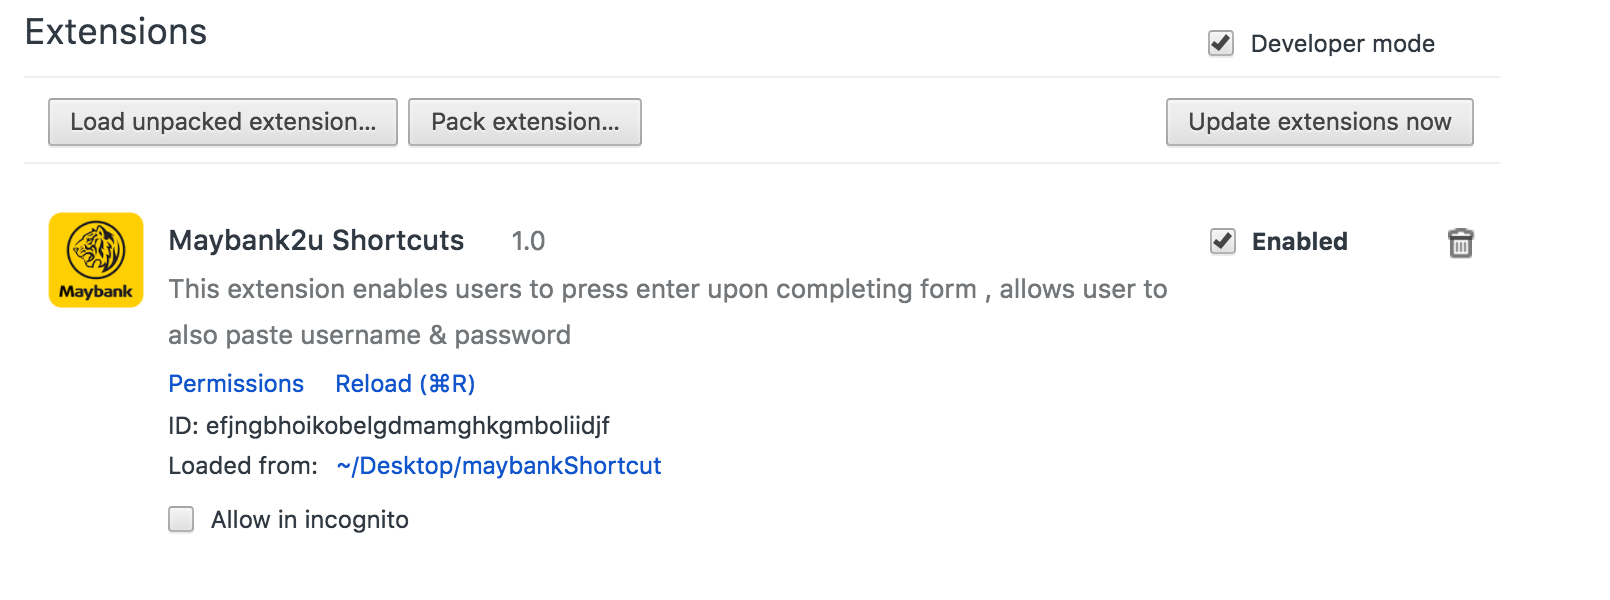 Extensions
Developer mode
Load unpacked extension...
Pack extension...
Update extensions now
Maybank2u Shortcuts 1.0
Enabled
Maybank
This extension enables users to press enter upon completing form , allows user to
also paste username & password
Permissions Reload (⌘R)
ID: efjngbhoikobelgdmamghkgmboliidjf
Loaded from: ~/Desktop/maybankShortcut
Allow in incognito